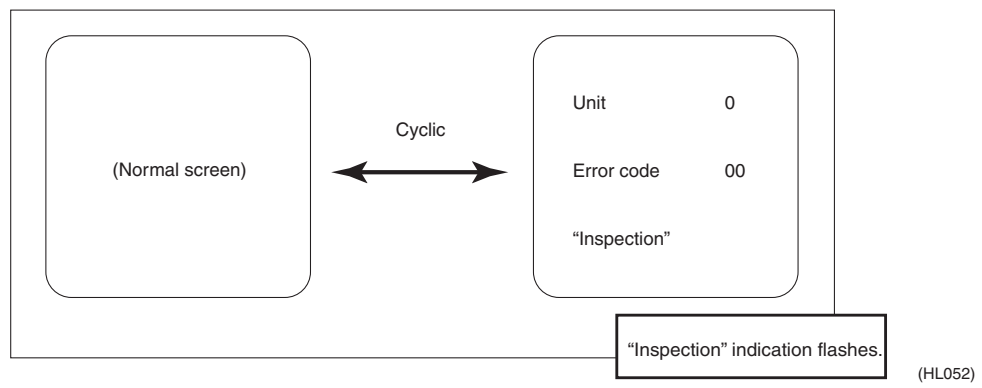 (Normal screen)
Cyclic
Unit 0
Error code 00
“Inspection”
“Inspection” indication flashes.
(HL052)